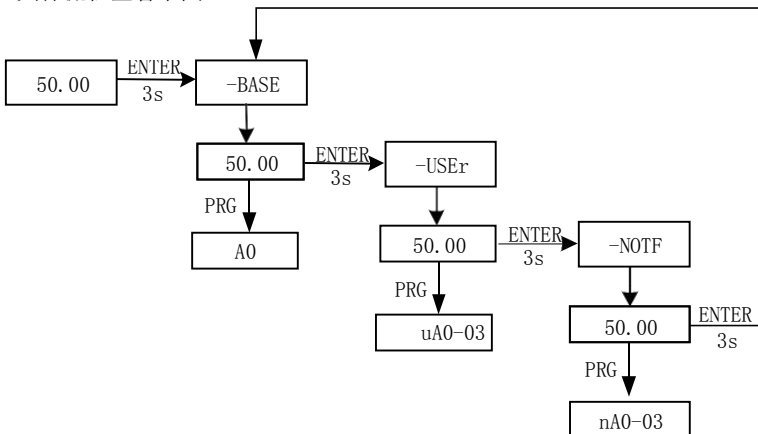 50.00
ENTER
3s
-BASE
50.00
ENTER
3s
-USEr
PRG
A0
50.00
ENTER
3s
-NOTF
PRG
uA0-03
50.00
ENTER
3s
PRG
nA0-03